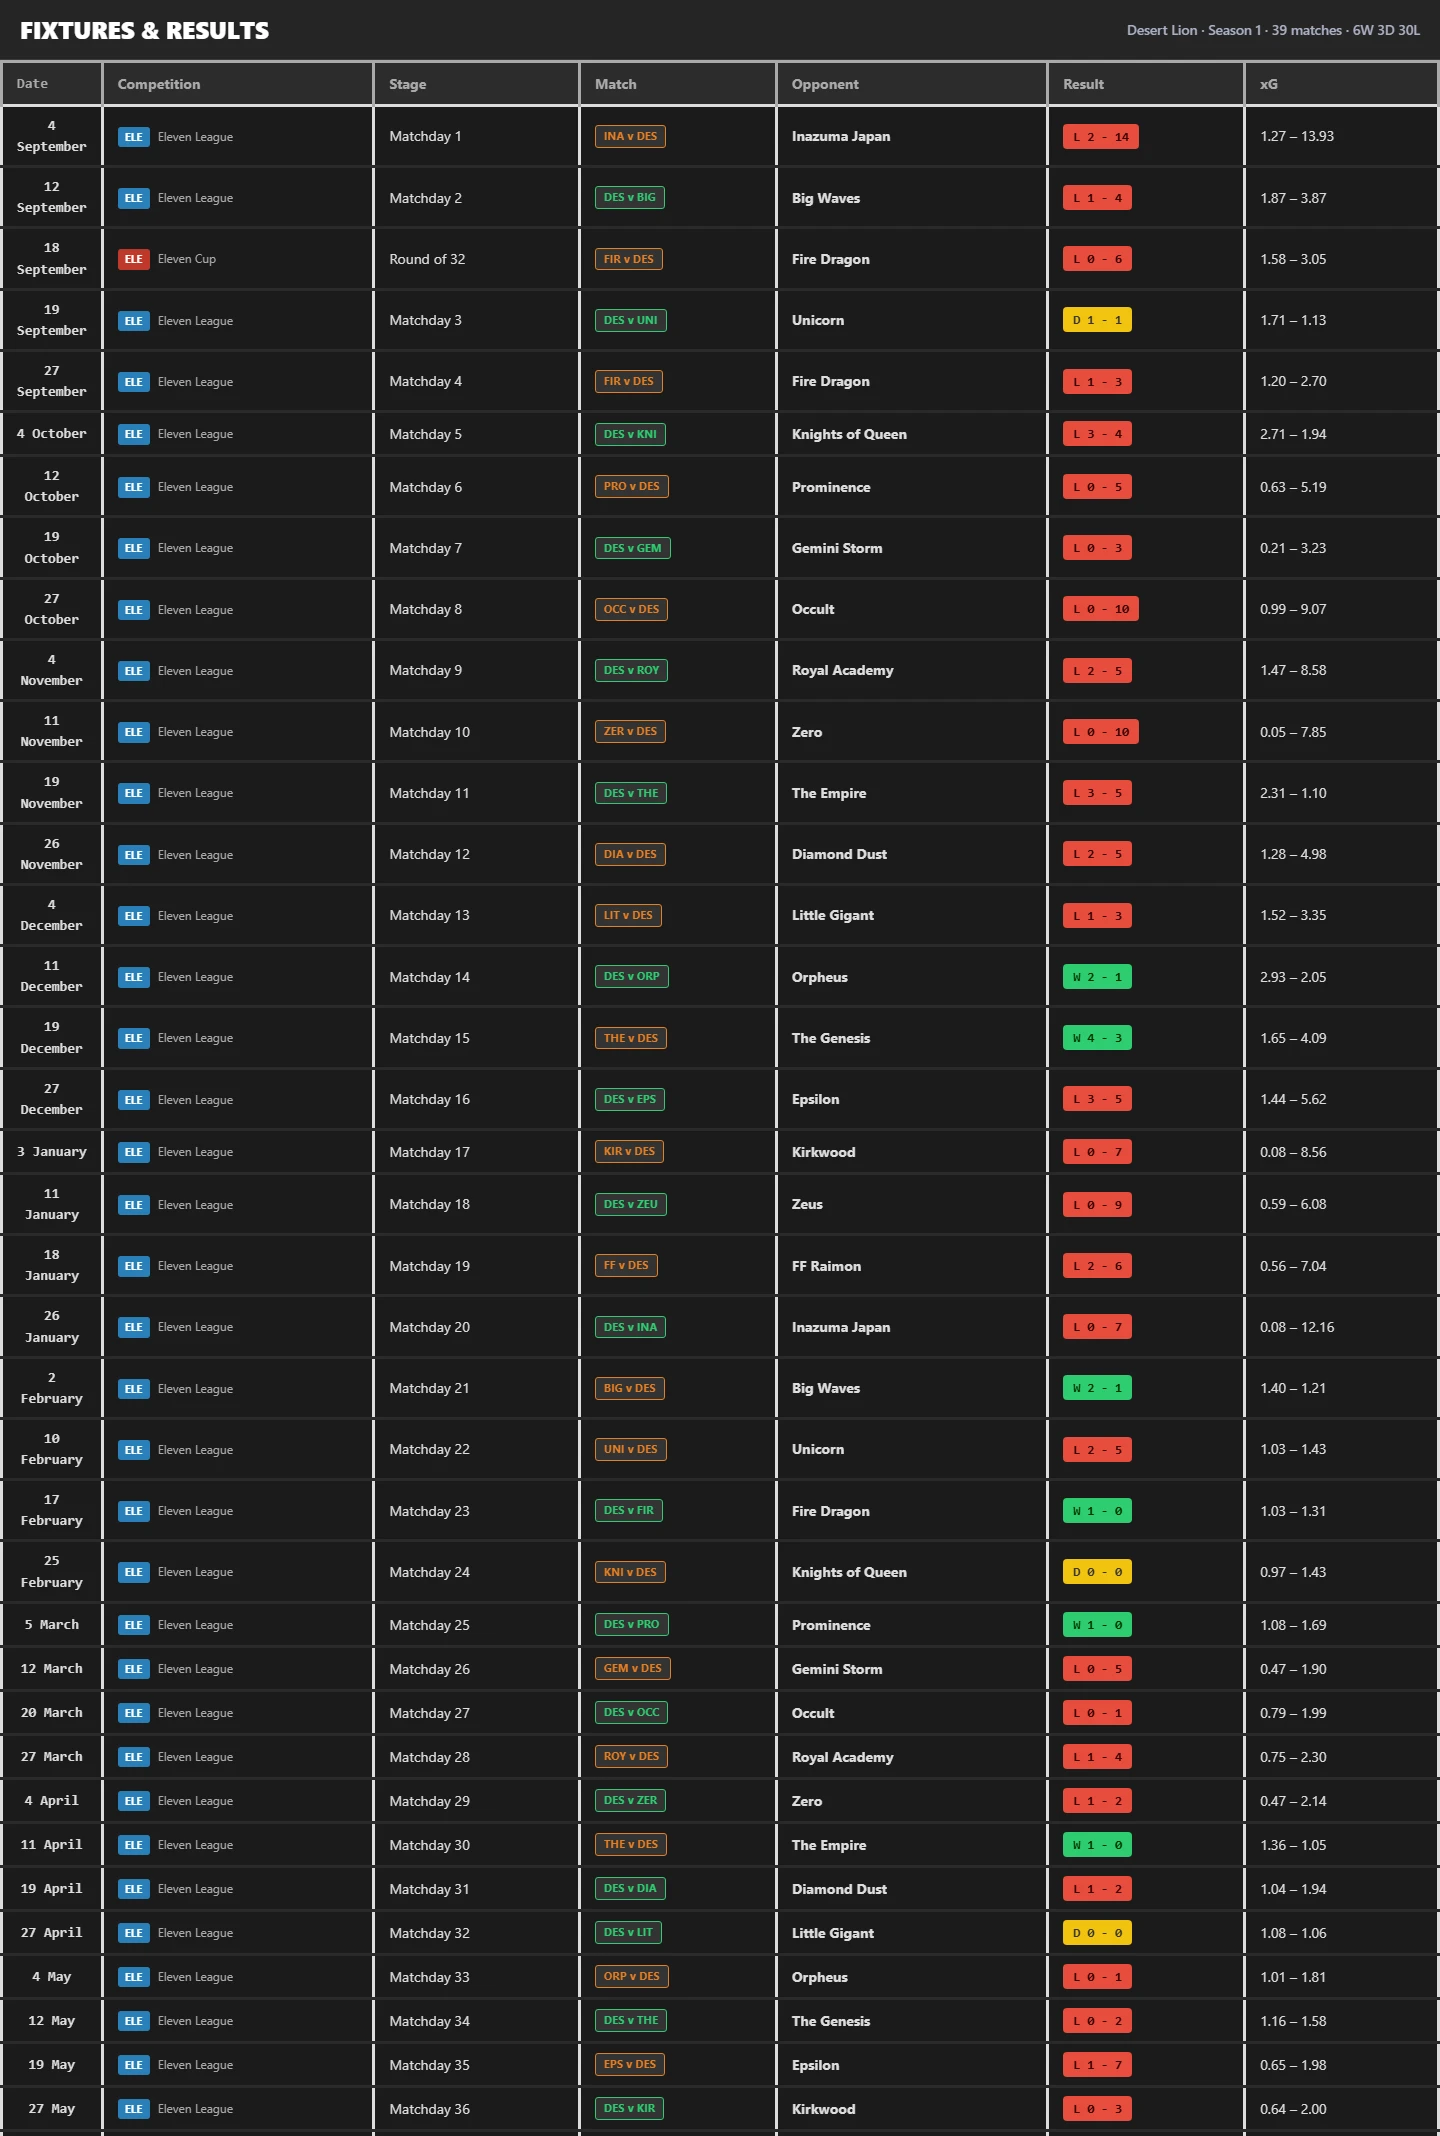 FIXTURES & RESULTS
Desert Lion · Season 1 · 39 matches · 6W 3D 30L
Date Competition Stage Match Opponent Result xG
4 September ELE Eleven League Matchday 1 INA v DES Inazuma Japan L 2 - 14 1.27 – 13.93
12 September ELE Eleven League Matchday 2 DES v BIG Big Waves L 1 - 4 1.87 – 3.87
18 September ELE Eleven Cup Round of 32 FIR v DES Fire Dragon L 0 - 6 1.58 – 3.05
19 September ELE Eleven League Matchday 3 DES v UNI Unicorn D 1 - 1 1.71 – 1.13
27 September ELE Eleven League Matchday 4 FIR v DES Fire Dragon L 1 - 3 1.20 – 2.70
4 October ELE Eleven League Matchday 5 DES v KNI Knights of Queen L 3 - 4 2.71 – 1.94
12 October ELE Eleven League Matchday 6 PRO v DES Prominence L 0 - 5 0.63 – 5.19
19 October ELE Eleven League Matchday 7 DES v GEM Gemini Storm L 0 - 3 0.21 – 3.23
27 October ELE Eleven League Matchday 8 OCC v DES Occult L 0 - 10 0.99 – 9.07
4 November ELE Eleven League Matchday 9 DES v ROY Royal Academy L 2 - 5 1.47 – 8.58
11 November ELE Eleven League Matchday 10 ZER v DES Zero L 0 - 10 0.05 – 7.85
19 November ELE Eleven League Matchday 11 DES v THE The Empire L 3 - 5 2.31 – 1.10
26 November ELE Eleven League Matchday 12 DIA v DES Diamond Dust L 2 - 5 1.28 – 4.98
4 December ELE Eleven League Matchday 13 LIT v DES Little Gigant L 1 - 3 1.52 – 3.35
11 December ELE Eleven League Matchday 14 DES v ORP Orpheus W 2 - 1 2.93 – 2.05
19 December ELE Eleven League Matchday 15 THE v DES The Genesis W 4 - 3 1.65 – 4.09
27 December ELE Eleven League Matchday 16 DES v EPS Epsilon L 3 - 5 1.44 – 5.62
3 January ELE Eleven League Matchday 17 KIR v DES Kirkwood L 0 - 7 0.08 – 8.56
11 January ELE Eleven League Matchday 18 DES v ZEU Zeus L 0 - 9 0.59 – 6.08
18 January ELE Eleven League Matchday 19 FF v DES FF Raimon L 2 - 6 0.56 – 7.04
26 January ELE Eleven League Matchday 20 DES v INA Inazuma Japan L 0 - 7 0.08 – 12.16
2 February ELE Eleven League Matchday 21 BIG v DES Big Waves W 2 - 1 1.40 – 1.21
10 February ELE Eleven League Matchday 22 UNI v DES Unicorn L 2 - 5 1.03 – 1.43
17 February ELE Eleven League Matchday 23 DES v FIR Fire Dragon W 1 - 0 1.03 – 1.31
25 February ELE Eleven League Matchday 24 KNI v DES Knights of Queen D 0 - 0 0.97 – 1.43
5 March ELE Eleven League Matchday 25 DES v PRO Prominence W 1 - 0 1.08 – 1.69
12 March ELE Eleven League Matchday 26 GEM v DES Gemini Storm L 0 - 5 0.47 – 1.90
20 March ELE Eleven League Matchday 27 DES v OCC Occult L 0 - 1 0.79 – 1.99
27 March ELE Eleven League Matchday 28 ROY v DES Royal Academy L 1 - 4 0.75 – 2.30
4 April ELE Eleven League Matchday 29 DES v ZER Zero L 1 - 2 0.47 – 2.14
11 April ELE Eleven League Matchday 30 THE v DES The Empire W 1 - 0 1.36 – 1.05
19 April ELE Eleven League Matchday 31 DES v DIA Diamond Dust L 1 - 2 1.04 – 1.94
27 April ELE Eleven League Matchday 32 DES v LIT Little Gigant D 0 - 0 1.08 – 1.06
4 May ELE Eleven League Matchday 33 ORP v DES Orpheus L 0 - 1 1.01 – 1.81
12 May ELE Eleven League Matchday 34 DES v THE The Genesis L 0 - 2 1.16 – 1.58
19 May ELE Eleven League Matchday 35 EPS v DES Epsilon L 1 - 7 0.65 – 1.98
27 May ELE Eleven League Matchday 36 DES v KIR Kirkwood L 0 - 3 0.64 – 2.00